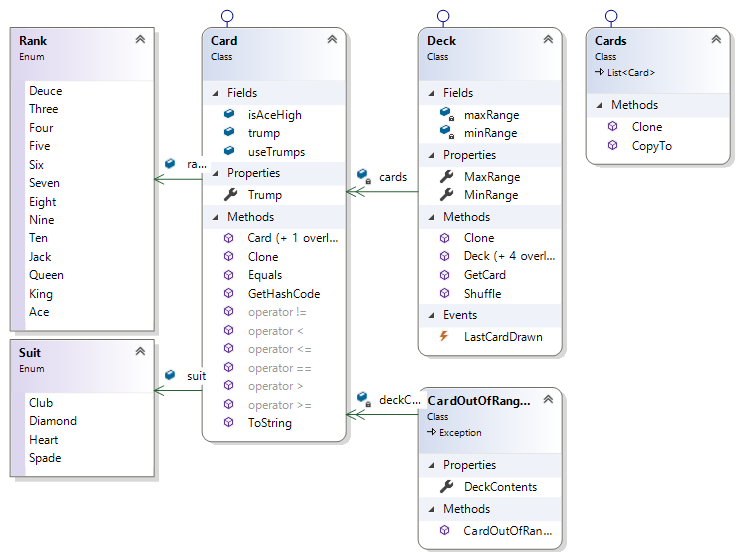 Rank
Enum
Deuce
Three
Four
Five
Six
Seven
Eight
Nine
Ten
Jack
Queen
King
Ace
Suit
Enum
Club
Diamond
Heart
Spade
ra...
suit
Card
Class
Fields
isAceHigh
trump
useTrumps
Properties
Trump
Methods
Card (+ 1 overl...
Clone
Equals
GetHashCode
operator !=
operator <
operator <=
operator ==
operator >
operator >=
ToString
cards
deckC...
Deck
Class
Fields
maxRange
minRange
Properties
MaxRange
MinRange
Methods
Clone
Deck (+ 4 overl...
GetCard
Shuffle
Events
LastCardDrawn
CardOutOfRang...
Class
Exception
Properties
DeckContents
Methods
CardOutOfRan...
Cards
Class
List<Card>
Methods
Clone
CopyTo